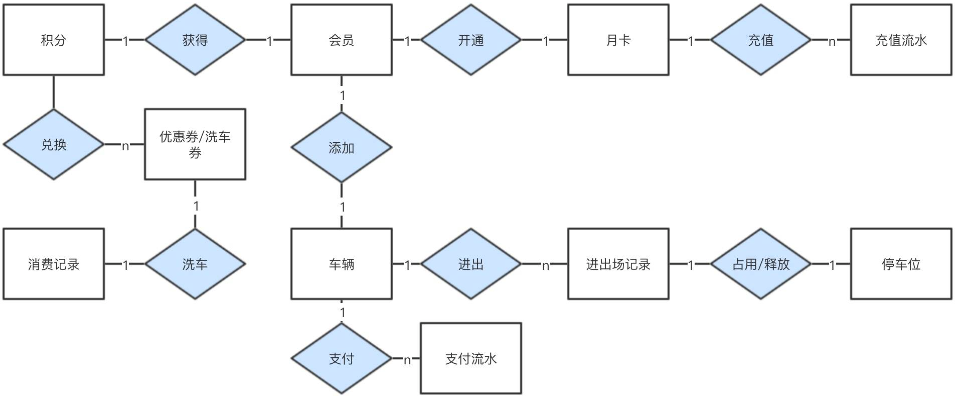 积分
1
获得
1
会员
1
开通
1
月卡
1
充值
n
充值流水
1
兑换
n
优惠券/洗车
券
添加
1
1
消费记录
1
洗车
车辆
1
进出
n
进出场记录
1
占用/释放
1
停车位
1
支付
n
支付流水